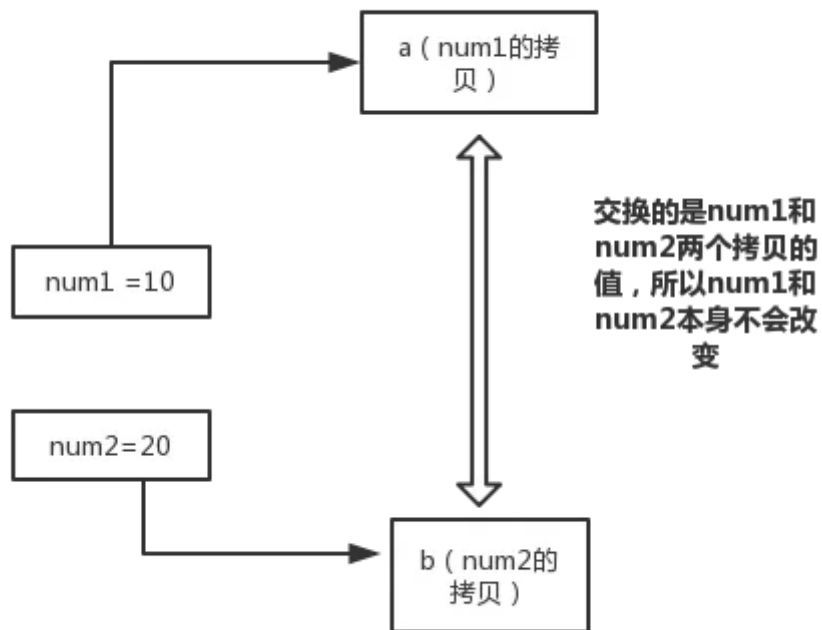 a（num1的拷
贝）
num1 =10
交换的是num1和
num2两个拷贝的
值，所以num1和
num2本身不会改
变
num2=20
b（num2的
拷贝）